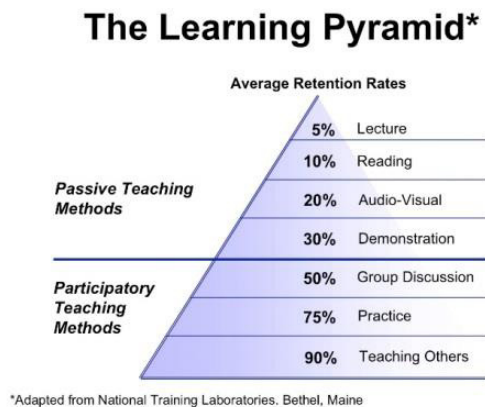 The Learning Pyramid*
Average Retention Rates
5% Lecture
10% Reading
Passive Teaching
Methods
20% Audio-Visual
30% Demonstration
50% Group Discussion
Participatory
Teaching
Methods
75% Practice
90% Teaching Others
*Adapted from National Training Laboratories. Bethel, Maine